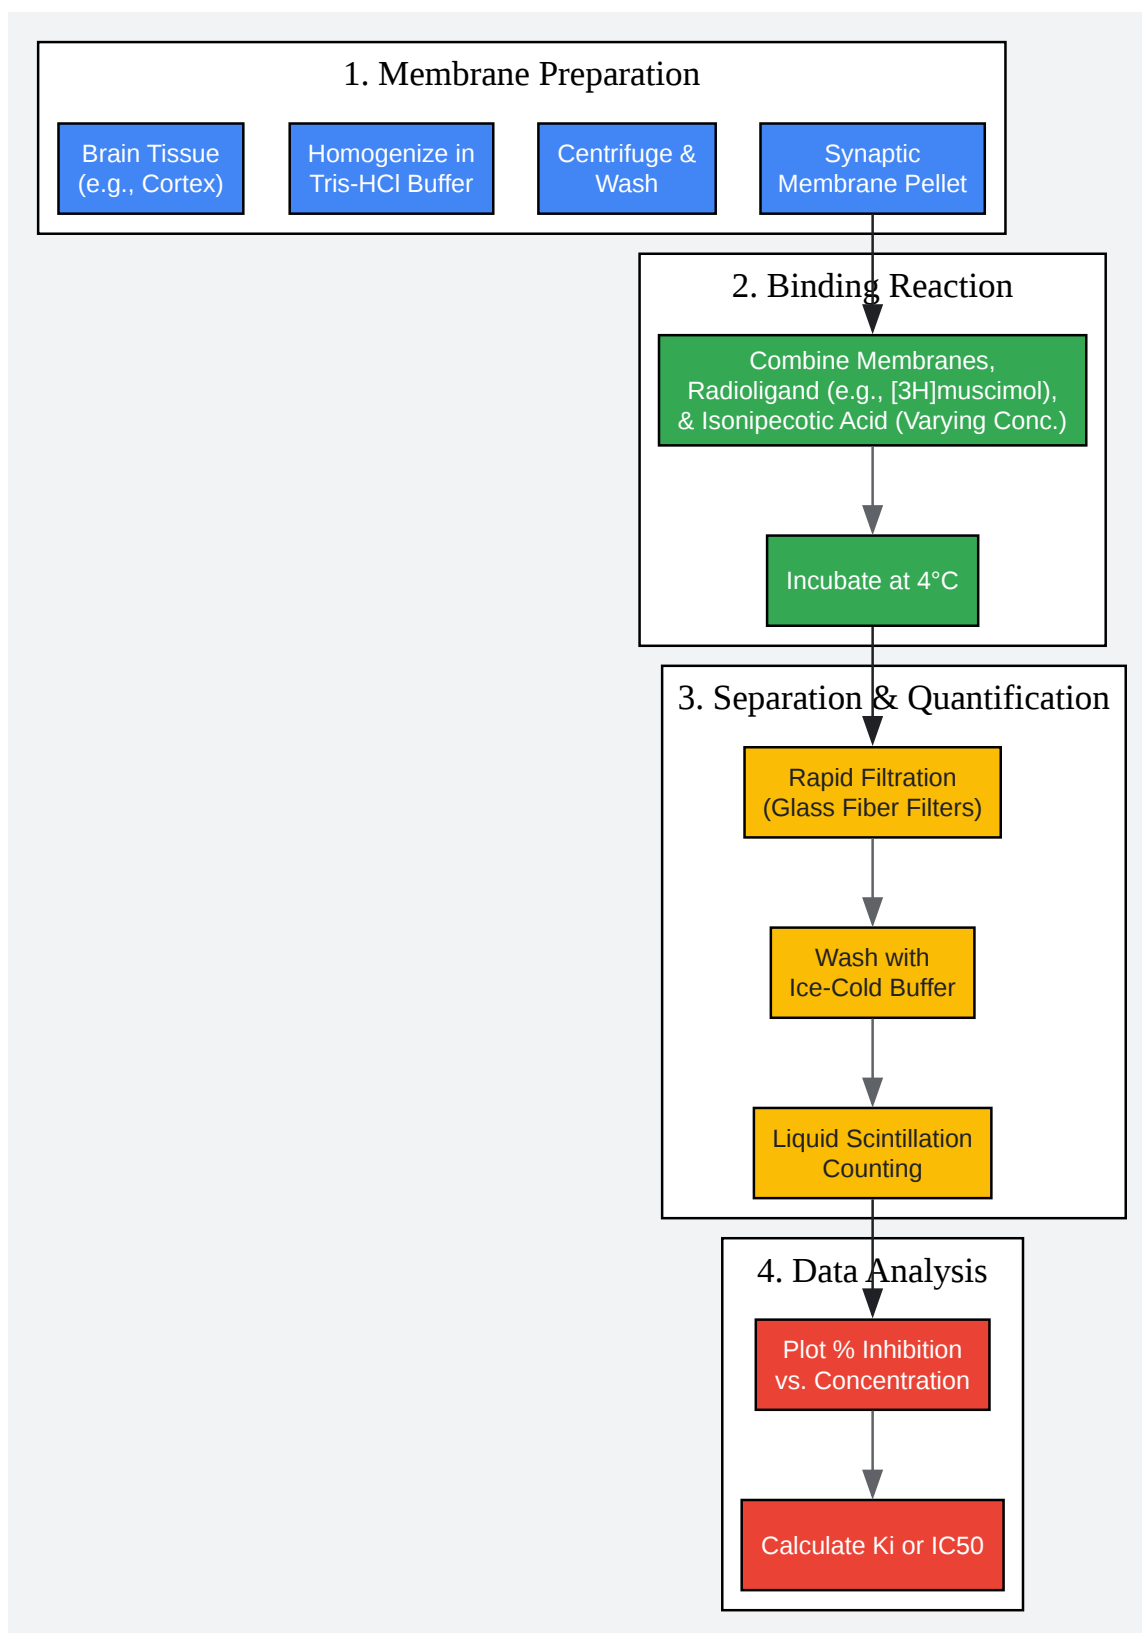 1. Membrane Preparation
Brain Tissue
(e.g., Cortex)
Homogenize in
Tris-HCl Buffer
Centrifuge &
Wash
Synaptic
Membrane Pellet
2. Binding Reaction
Combine Membranes,
Radioligand (e.g., [3H]muscimol),
& Isonipecotic Acid (Varying Conc.)
Incubate at 4°C
3. Separation & Quantification
Rapid Filtration
(Glass Fiber Filters)
Wash with
Ice-Cold Buffer
Liquid Scintillation
Counting
4. Data Analysis
Plot % Inhibition
vs. Concentration
Calculate Ki or IC50